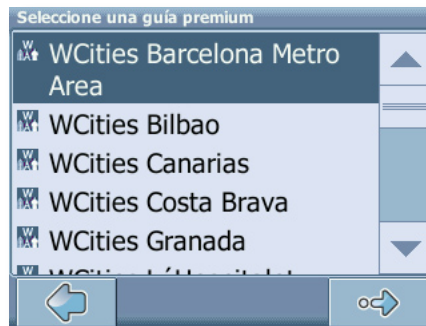 Seleccione una guía premium
WCities Barcelona Metro
Area
WCities Bilbao
WCities Canarias
WCities Costa Brava
WCities Granada